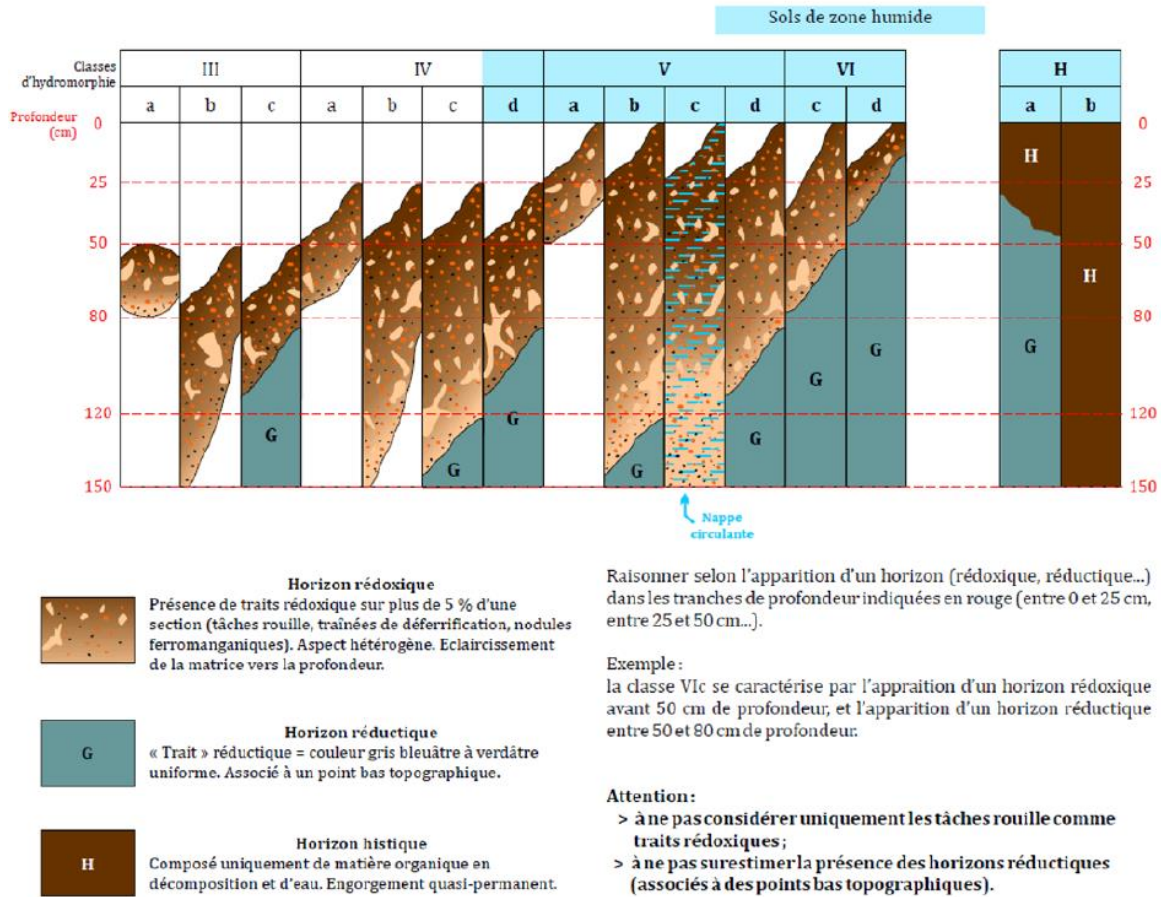 Sols de zone humide
Classes d'hydromorphie
III IV V VI H
a b c a b c d a b c d c d a b
Profondeur (cm)
0 0
H
25 25
50 50
H
80 80
G
G
G
120 G G 120
G
G G
150 150
Nappe circulante
Horizon rédoxique
Présence de traits rédoxique sur plus de 5 % d'une
section (tâches rouille, traînées de déferrification, nodules
ferromanganiques). Aspect hétérogène. Eclaircissement
de la matrice vers la profondeur.
Horizon réductique
G
« Trait » réductique = couleur gris bleuâtre à verdâtre
uniforme. Associé à un point bas topographique.
Horizon histique
H
Composé uniquement de matière organique en
décomposition et d'eau. Engorgement quasi-permanent.
Raisonner selon l'apparition d'un horizon (rédoxique, réductique...)
dans les tranches de profondeur indiquées en rouge (entre 0 et 25 cm,
entre 25 et 50 cm...).
Exemple :
la classe VIc se caractérise par l'appraition d'un horizon rédoxique
avant 50 cm de profondeur, et l'apparition d'un horizon réductique
entre 50 et 80 cm de profondeur.
Attention :
> à ne pas considérer uniquement les tâches rouille comme
traits rédoxiques ;
> à ne pas surestimer la présence des horizons réductiques
(associés à des points bas topographiques).